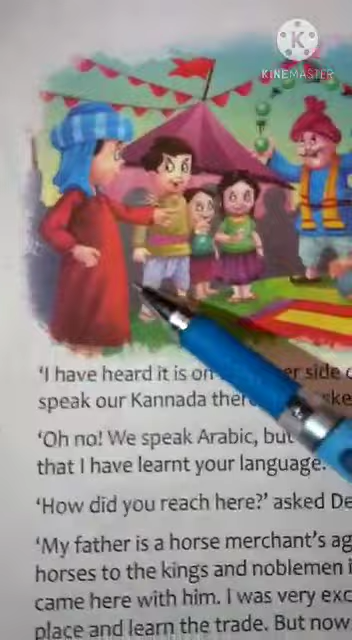 K
KINEMASTER
'I have heard it is on er side
speak our Kannada ther
'Oh no! We speak Arabic, but
that I have learnt your language.
'How did you reach here?' asked De
'My father is a horse merchant's ag
horses to the kings and noblemen i
came here with him. I was very exc
place and learn the trade. But now